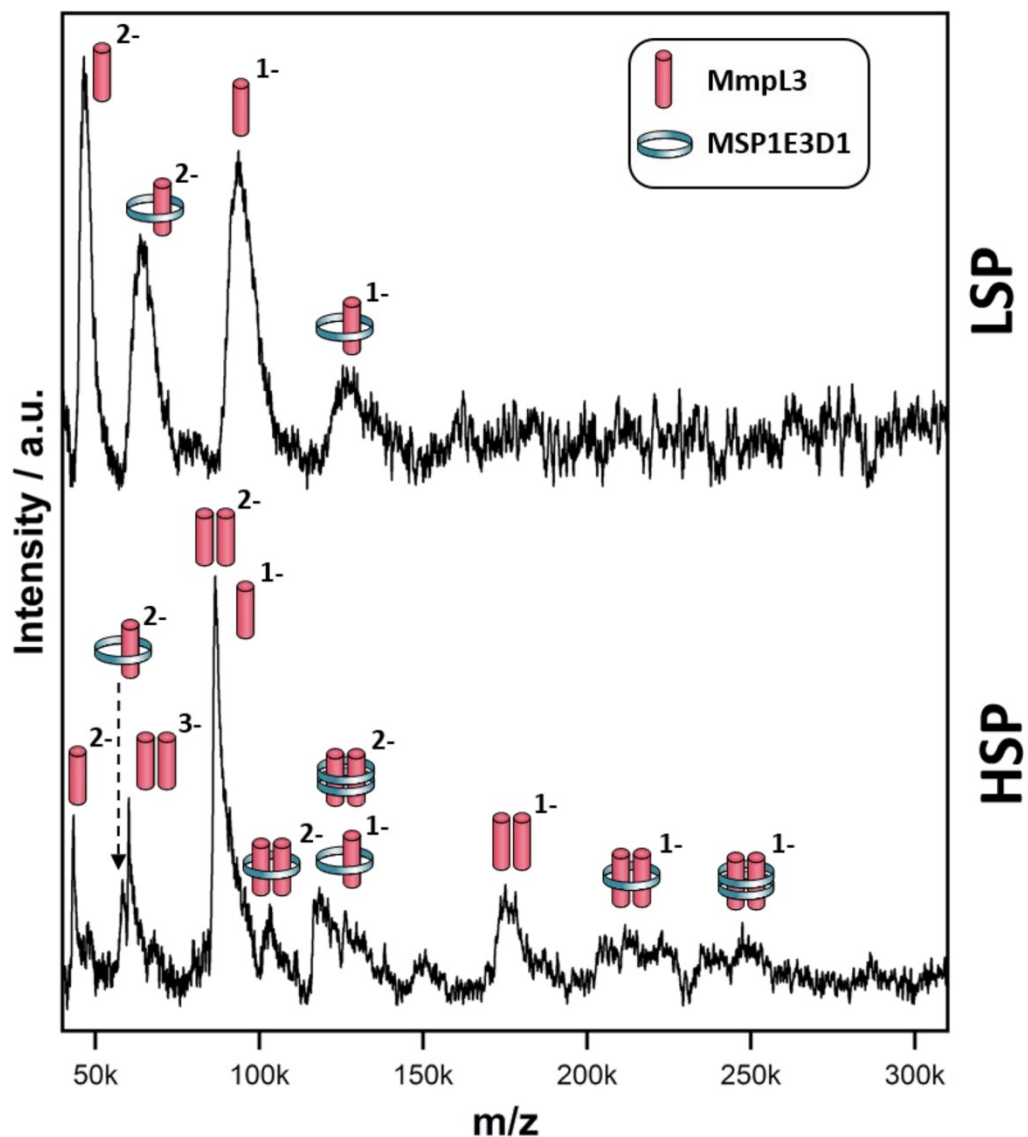 2-
1-
MmpL3
MSP1E3D1
2-
1-
LSP
Intensity / a.u.
2-
1-
2-
2-
3-
2-
1-
2-
1-
1-
1-
HSP
50k 100k 150k 200k 250k 300k
m/z